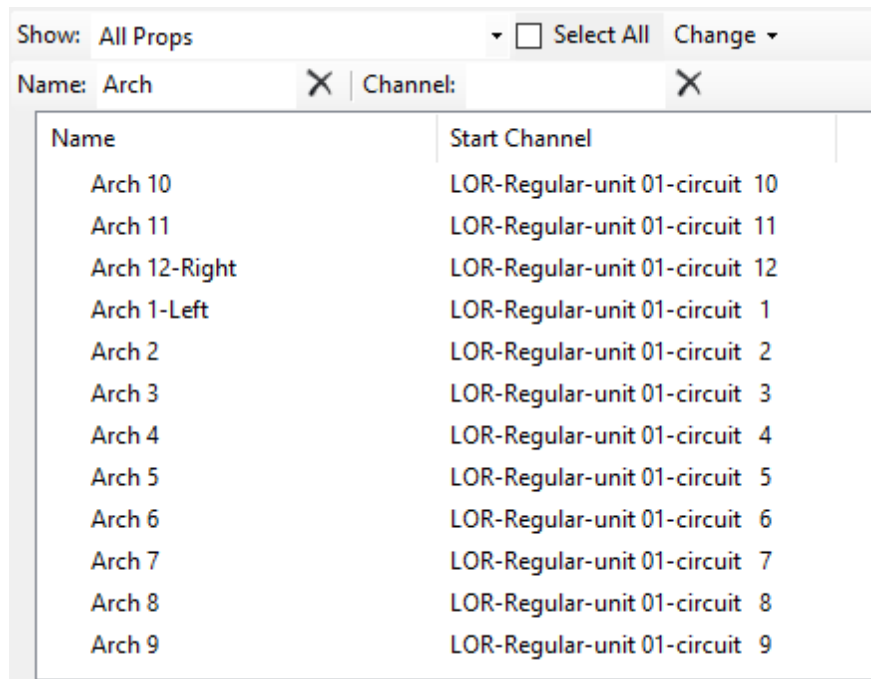 Show: All Props Select All Change
Name: Arch Channel:
Name Start Channel
Arch 10 LOR-Regular-unit 01-circuit 10
Arch 11 LOR-Regular-unit 01-circuit 11
Arch 12-Right LOR-Regular-unit 01-circuit 12
Arch 1-Left LOR-Regular-unit 01-circuit 1
Arch 2 LOR-Regular-unit 01-circuit 2
Arch 3 LOR-Regular-unit 01-circuit 3
Arch 4 LOR-Regular-unit 01-circuit 4
Arch 5 LOR-Regular-unit 01-circuit 5
Arch 6 LOR-Regular-unit 01-circuit 6
Arch 7 LOR-Regular-unit 01-circuit 7
Arch 8 LOR-Regular-unit 01-circuit 8
Arch 9 LOR-Regular-unit 01-circuit 9